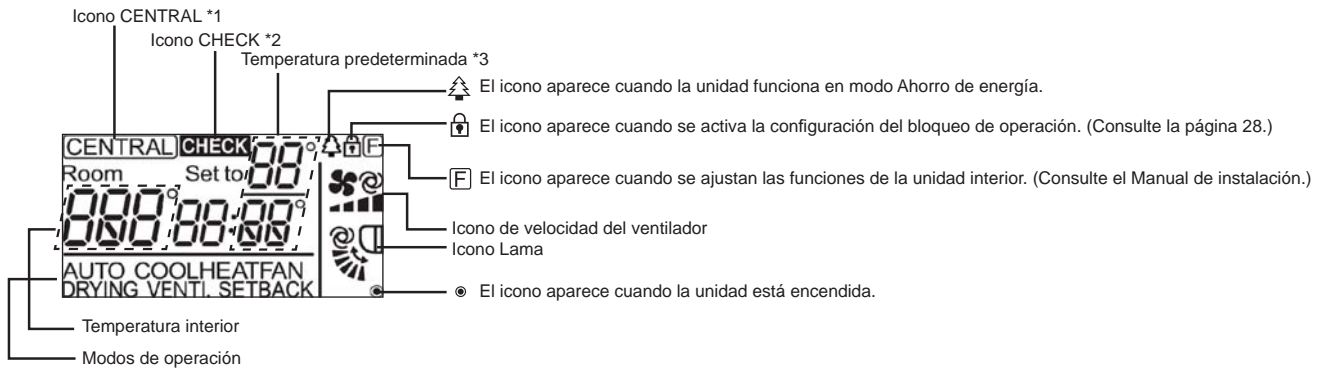 Icono CENTRAL *1
Icono CHECK *2
Temperatura predeterminada *3
El icono aparece cuando la unidad funciona en modo Ahorro de energía.
El icono aparece cuando se activa la configuración del bloqueo de operación. (Consulte la página 28.)
CENTRAL CHECK 88° F
Room Set to
F El icono aparece cuando se ajustan las funciones de la unidad interior. (Consulte el Manual de instalación.)
888° 88:88°
Icono de velocidad del ventilador
Icono Lama
AUTO COOLHEATFAN
DRYING VENTI. SETBACK
El icono aparece cuando la unidad está encendida.
Temperatura interior
Modos de operación